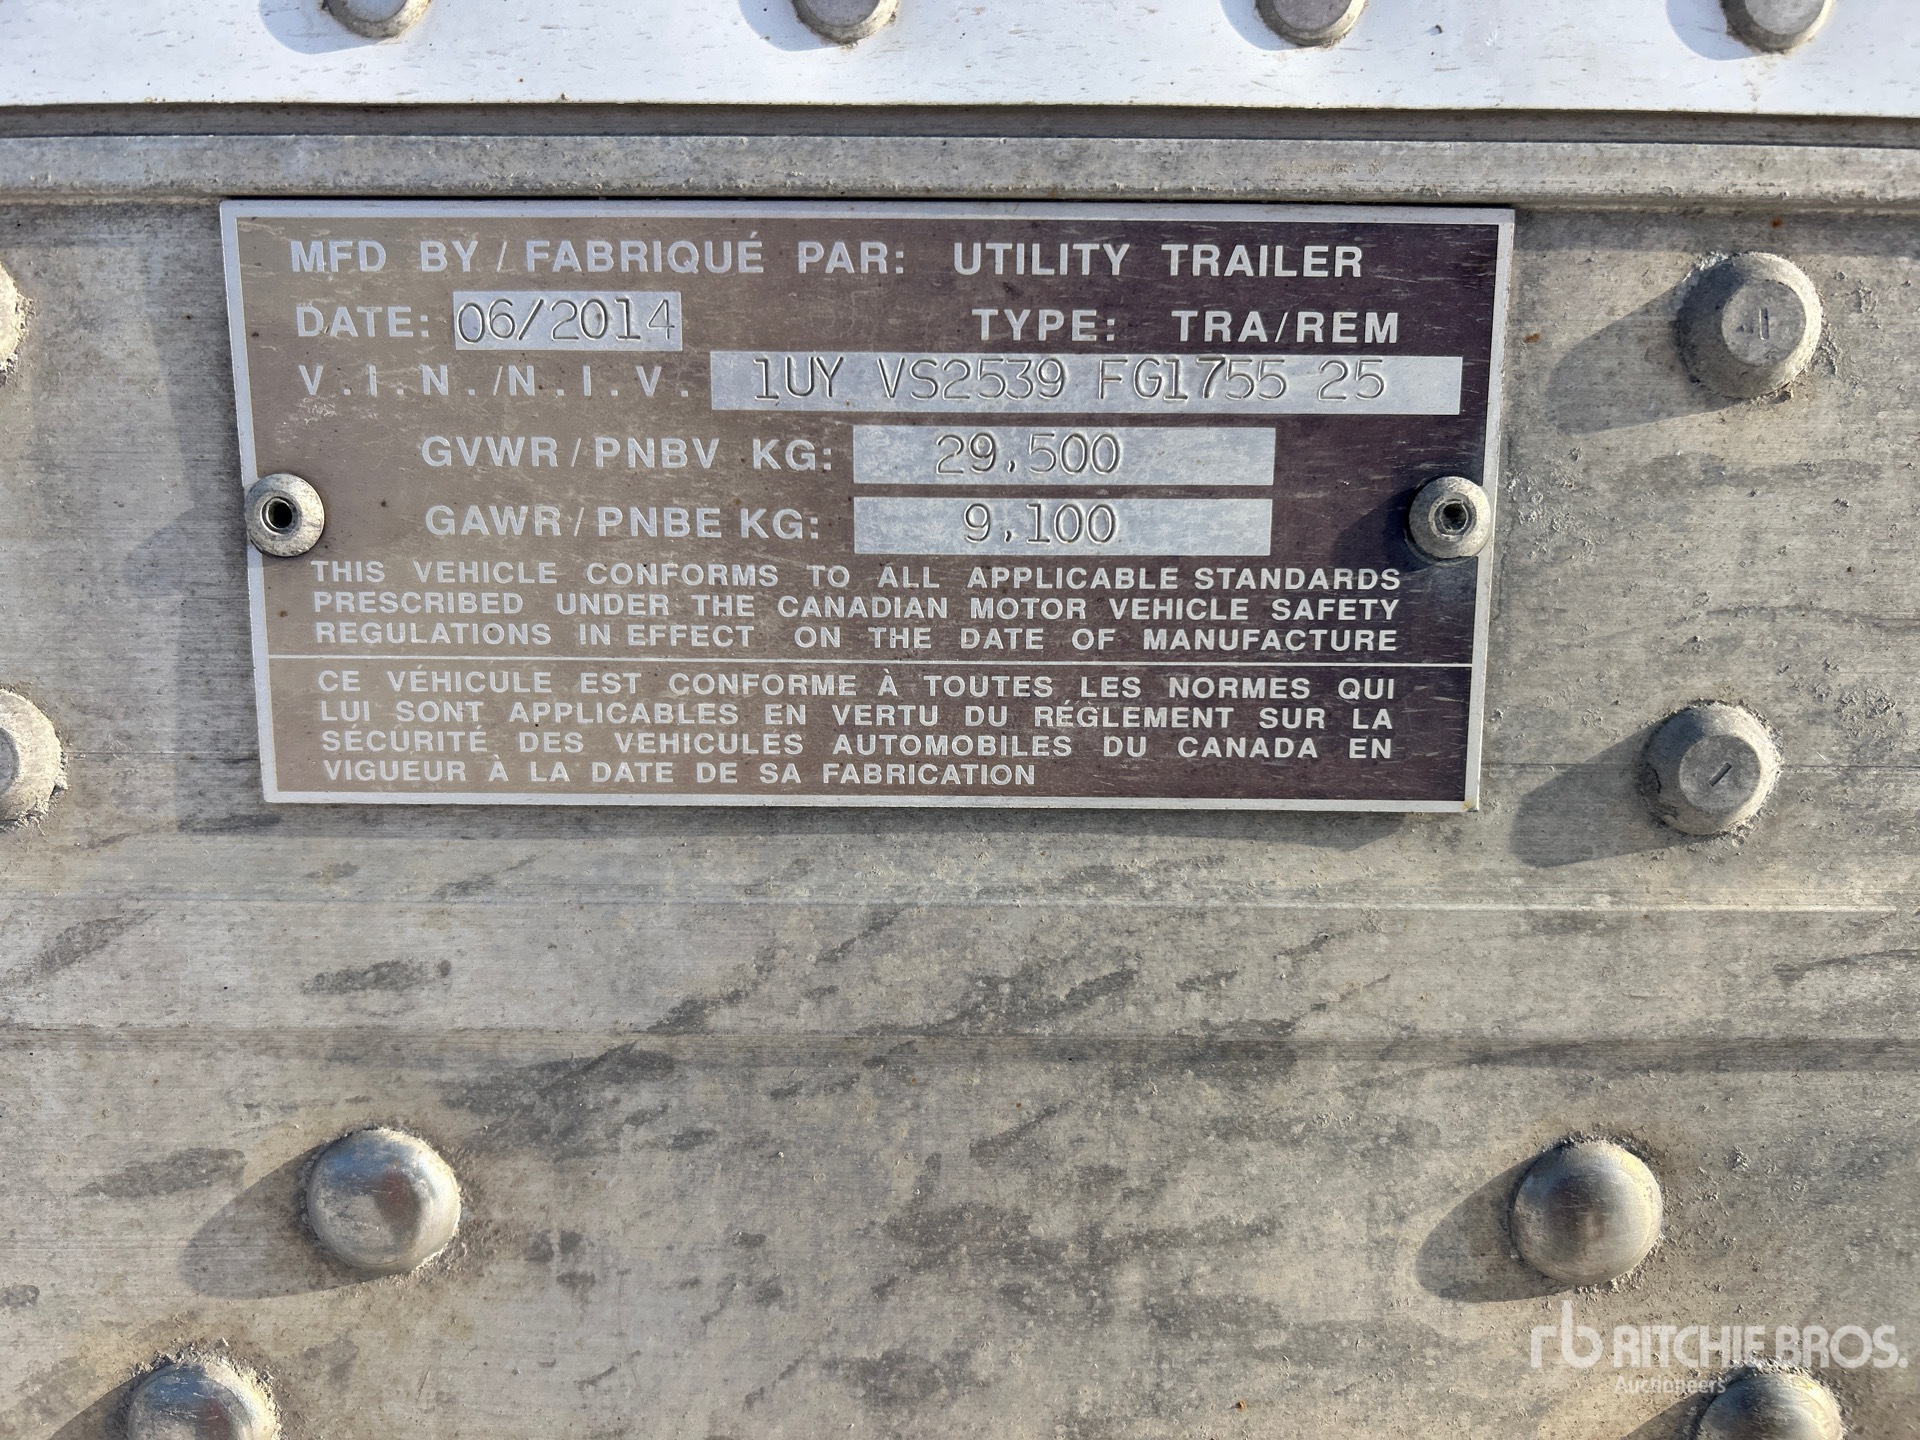 MFD BY / FABRIQUÉ PAR: UTILITY TRAILER
DATE: 06/2014 TYPE: TRA/REM
V.I.N./N.I.V. 1UY VS2539 FG1755 25
GVWR / PNBV KG: 29,500
GAWR / PNBE KG: 9,100
THIS VEHICLE CONFORMS TO ALL APPLICABLE STANDARDS
PRESCRIBED UNDER THE CANADIAN MOTOR VEHICLE SAFETY
REGULATIONS IN EFFECT ON THE DATE OF MANUFACTURE
CE VÉHICULE EST CONFORME À TOUTES LES NORMES QUI
LUI SONT APPLICABLES EN VERTU DU RÉGLEMENT SUR LA
SÉCURITÉ DES VEHICULES AUTOMOBILES DU CANADA EN
VIGUEUR À LA DATE DE SA FABRICATION
rb RITCHIE BROS.
Auctioneers